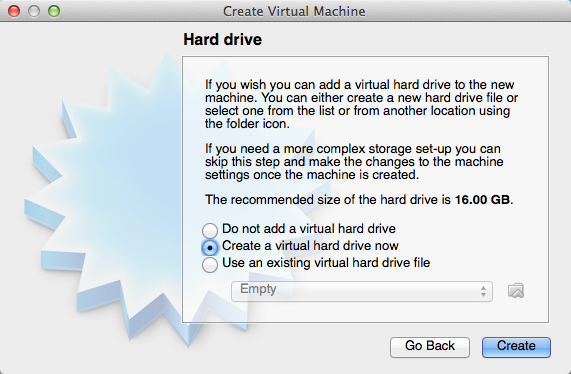 Create Virtual Machine
Hard drive
If you wish you can add a virtual hard drive to the new
machine. You can either create a new hard drive file or
select one from the list or from another location using
the folder icon.
If you need a more complex storage set-up you can
skip this step and make the changes to the machine
settings once the machine is created.
The recommended size of the hard drive is 16.00 GB.
Do not add a virtual hard drive
Create a virtual hard drive now
Use an existing virtual hard drive file
Empty
Go Back
Create